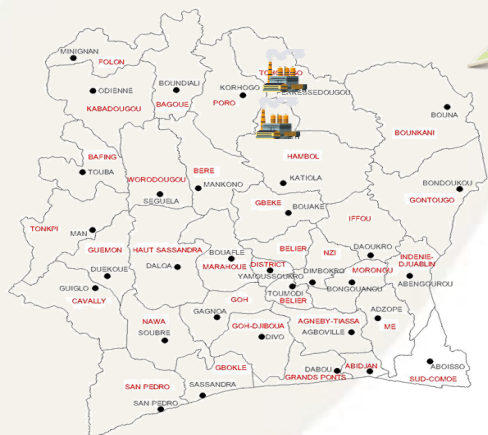 MINIGNAN
FOLON
ODIENNE
KABADOUGOU
BOUNDIALI
BAGOUE
KORHOGO
PORO
BOUNA
BOUNKANI
BAFING
TOUBA
WORODOUGOU
SEGUELA
BERE
MANKONO
HAMBOL
KATIOLA
GBEKE
BOUAKE
BONDOUKOU
GONTOUGO
IFFOU
TONKPI
MAN
GUEMON
DUEKOUE
GUIGLO
CAVALLY
HAUT SASSANDRA
DALOA
BOUAFLE
MARAHOUE
BELIER
DISTRICT
YAMOUSSOUKRO
NZI
DIMBOKRO
DAOUKRO
MORONGU
BONGOUANOU
INDENIE-
DJUABLIN
ABENGOUROU
TOUMODI
BELIER
GOH
GAGNOA
NAWA
SOUBRE
GOH-DJIBOUA
DIVO
AGNEBY-TIASSA
AGBOVILLE
ADZOPE
ME
GBOKLE
SASSANDRA
SAN PEDRO
SAN PEDRO
DABOU
GRANDS PONTS
ABIDJAN
ABOISSO
SUD-COMOE